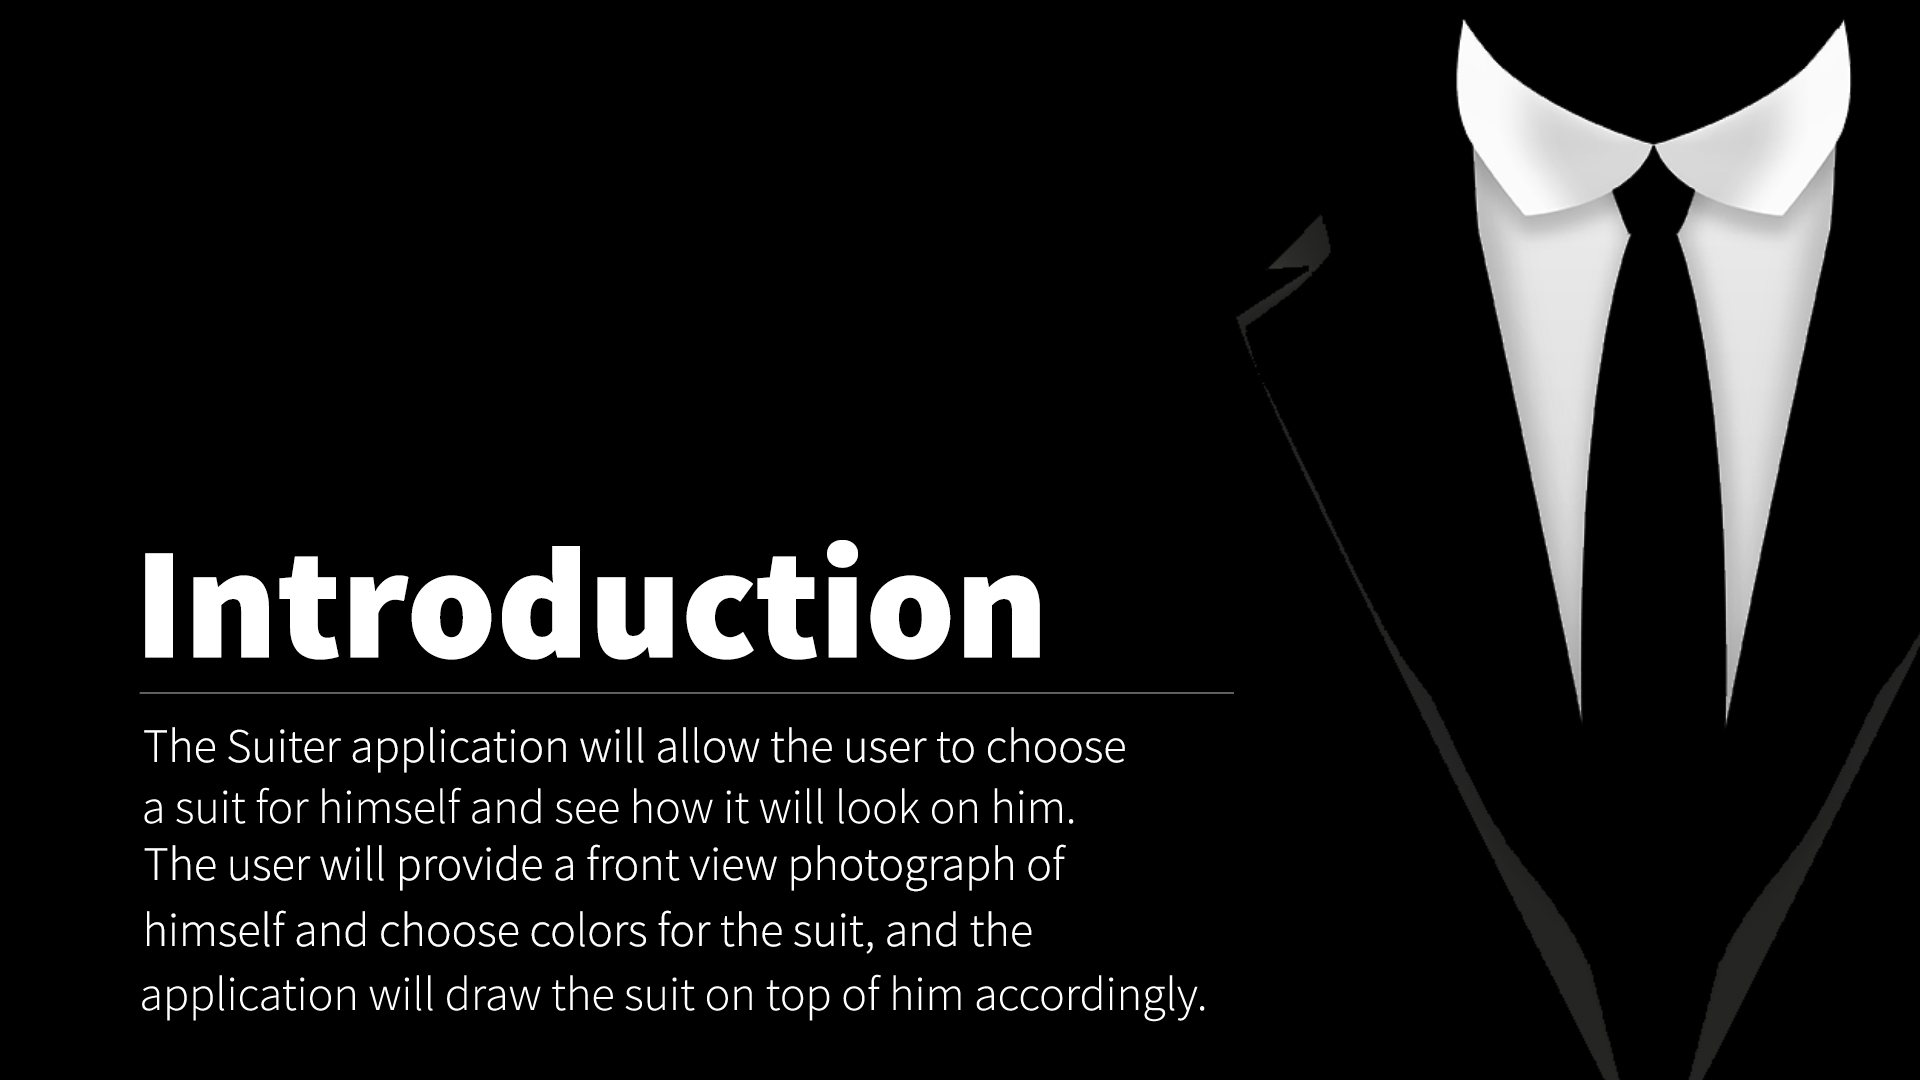 Introduction
The Suiter application will allow the user to choose
a suit for himself and see how it will look on him.
The user will provide a front view photograph of
himself and choose colors for the suit, and the
application will draw the suit on top of him accordingly.